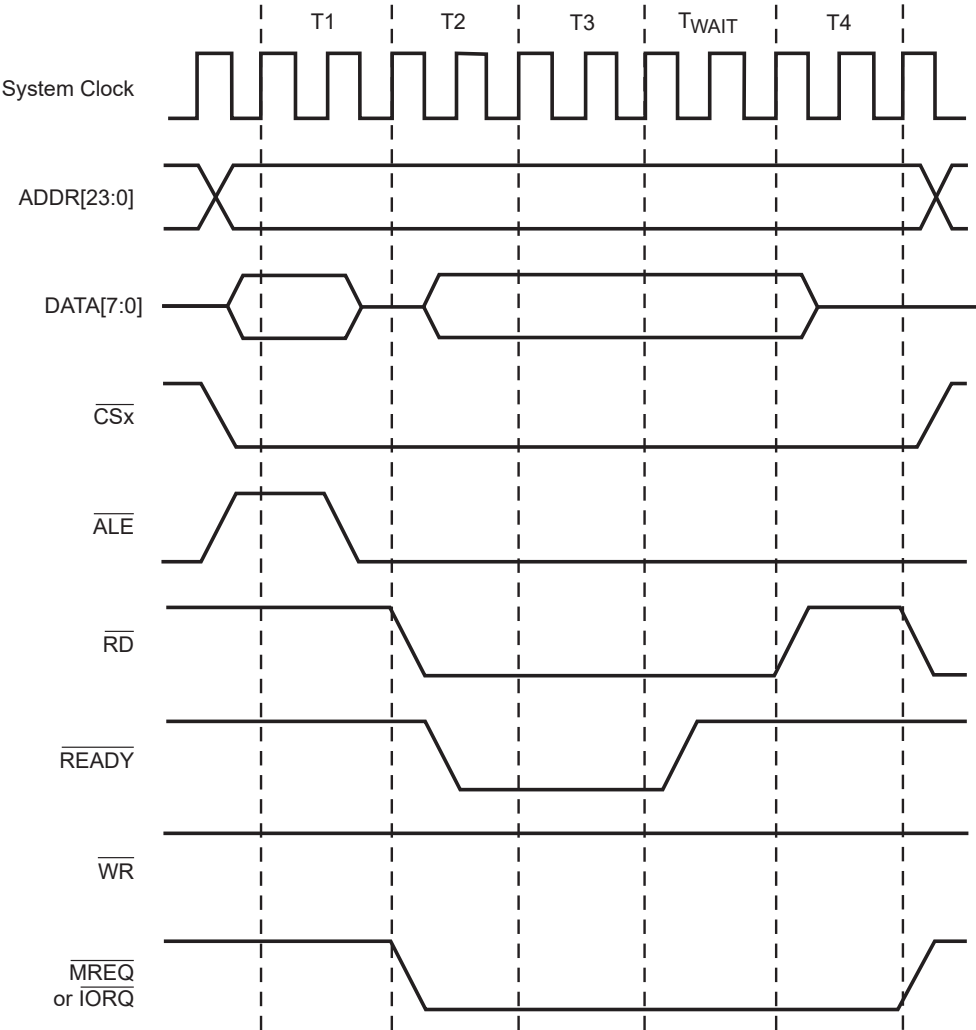 T1 T2 T3 TWAIT T4
System Clock
ADDR[23:0]
DATA[7:0]
CSx
ALE
RD
READY
WR
MREQ
or IORQ